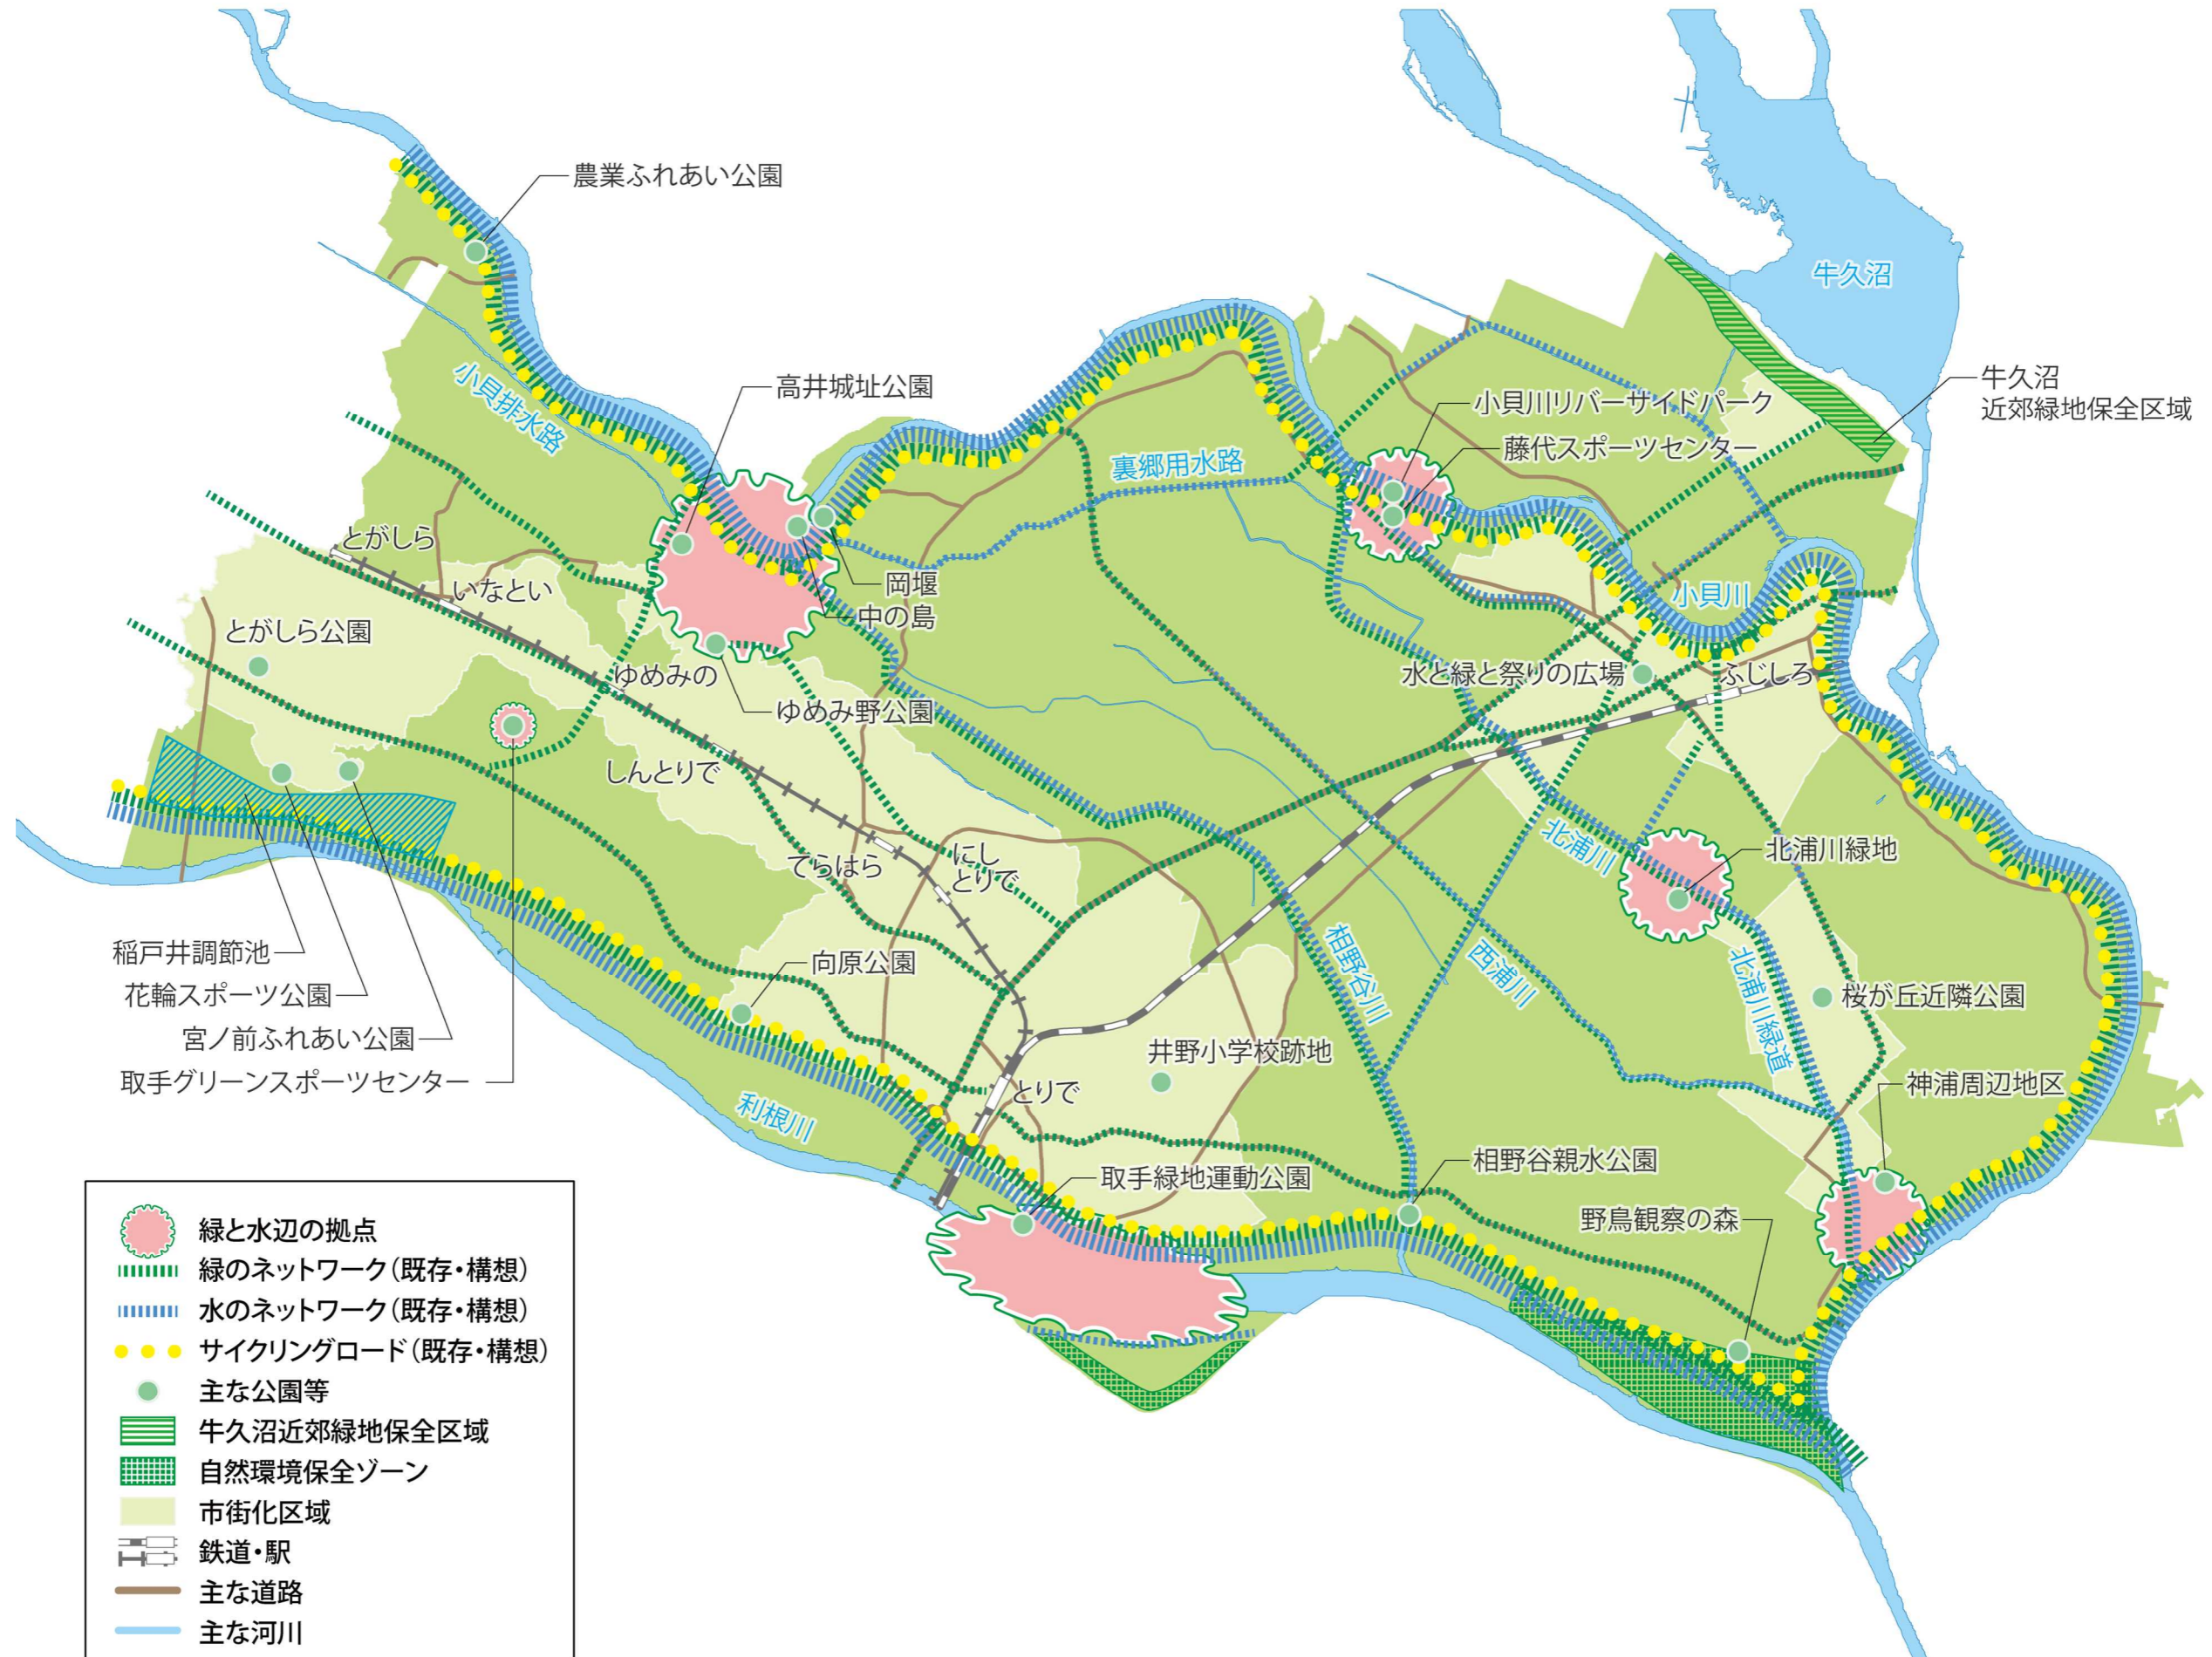 農業ふれあい公園
牛久沼
小貝排水路
高井城址公園
小貝川リバーサイドパーク
牛久沼
近郊緑地保全区域
藤代スポーツセンター
裏郷用水路
とがしら
いなとい
岡堰
中の島
小貝川
とがしら公園
ゆめみの
水と緑と祭りの広場
ふじしろ
ゆめみ野公園
しんとりで
北浦川
北浦川緑地
てらはら
にし
とりで
稲戸井調節池
向原公園
相野谷川
西浦川
北浦川緑道
花輪スポーツ公園
桜が丘近隣公園
宮ノ前ふれあい公園
井野小学校跡地
取手グリーンスポーツセンター
とりで
神浦周辺地区
利根川
相野谷親水公園
取手緑地運動公園
野鳥観察の森
緑と水辺の拠点
緑のネットワーク(既存・構想)
水のネットワーク(既存・構想)
サイクリングロード(既存・構想)
主な公園等
牛久沼近郊緑地保全区域
自然環境保全ゾーン
市街化区域
鉄道・駅
主な道路
主な河川